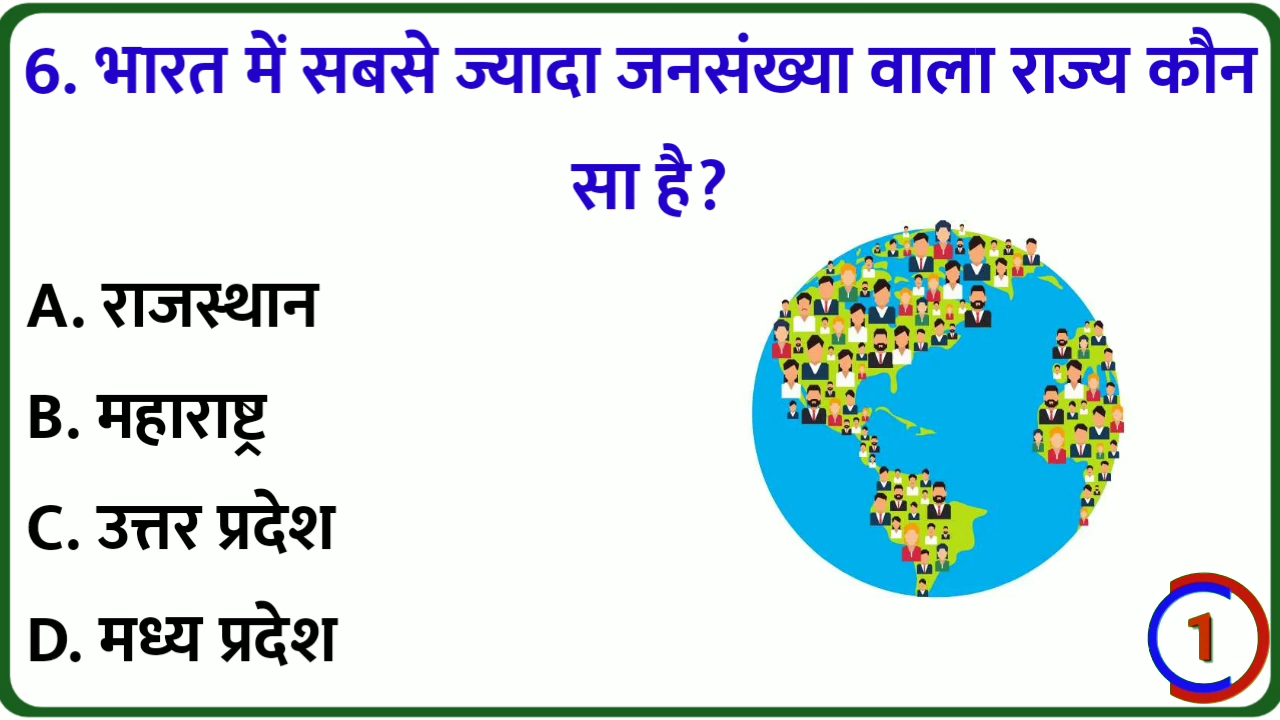 6. भारत में सबसे ज्यादा जनसंख्या वाला राज्य कौन
सा है?
A. राजस्थान
B. महाराष्ट्र
C. उत्तर प्रदेश
D. मध्य प्रदेश
1